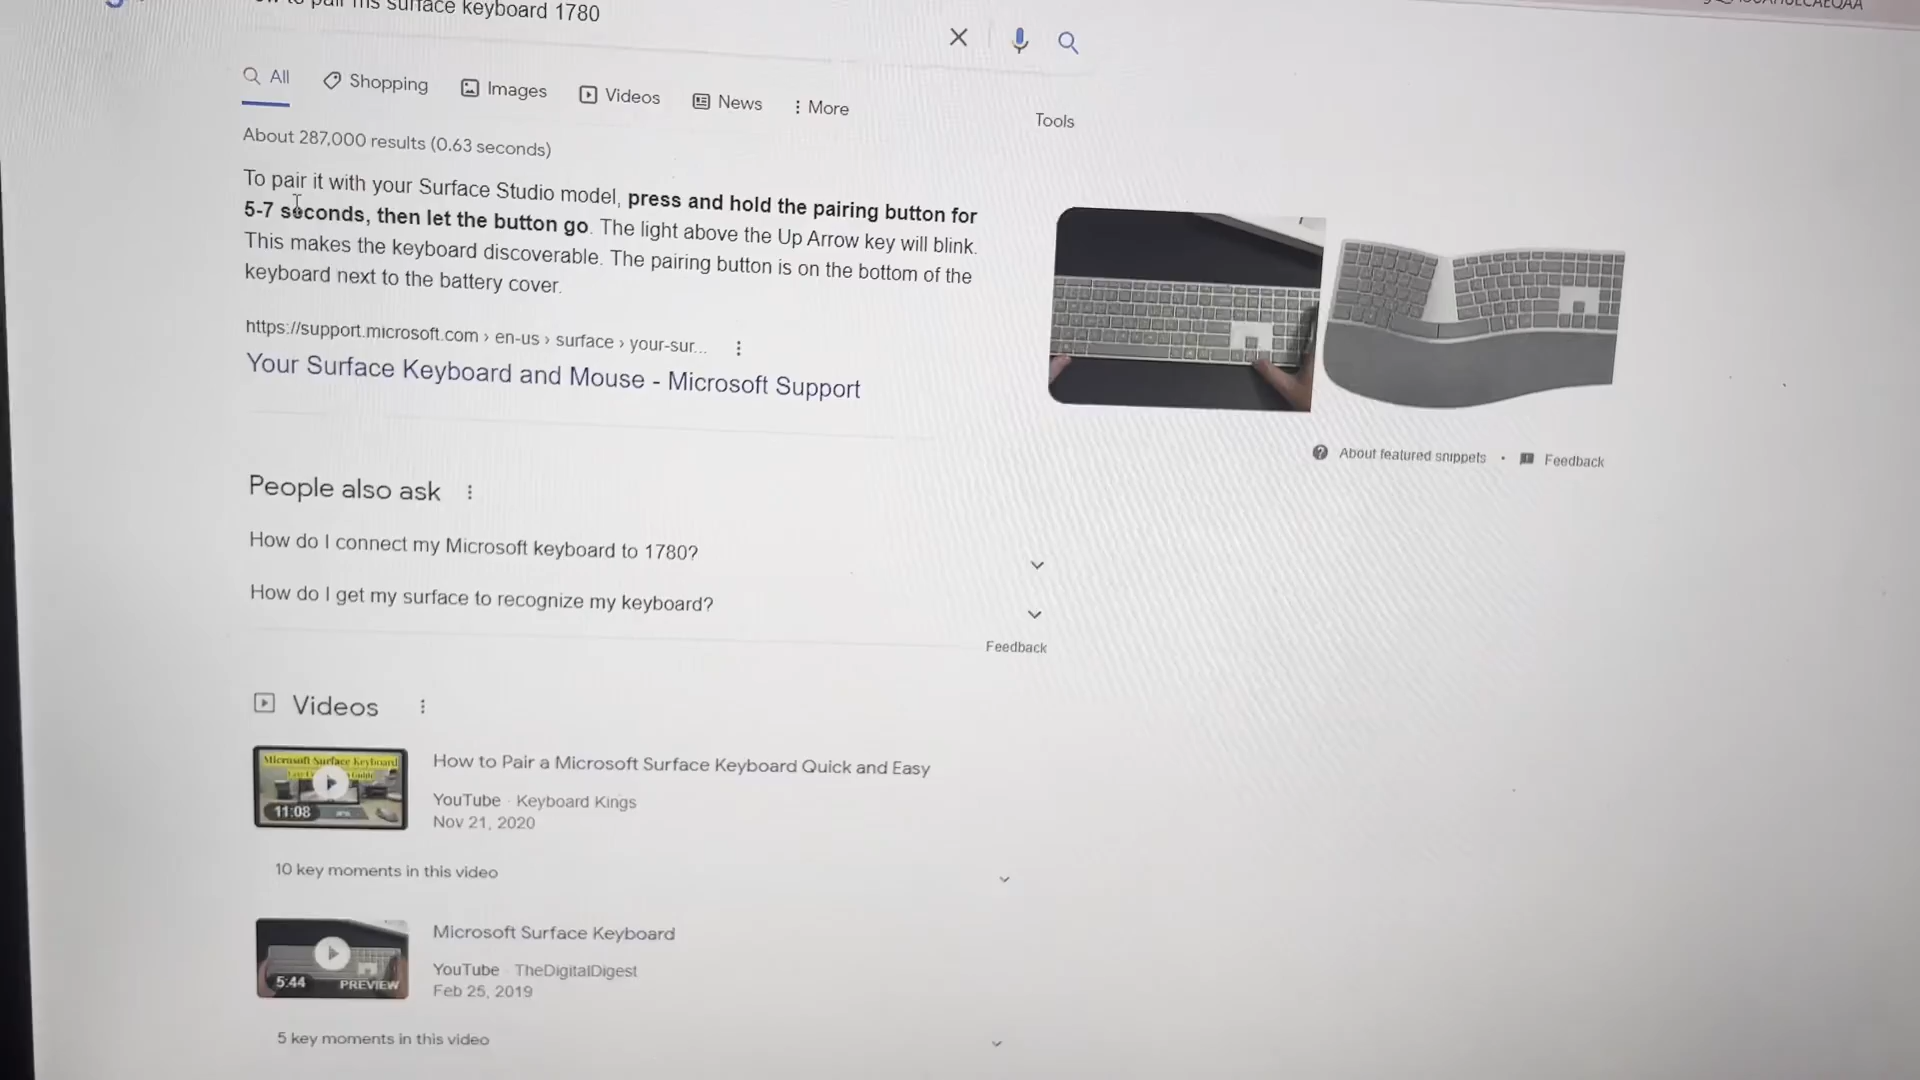 to pair ms surface keyboard 1780
All Shopping Images Videos News More
Tools
About 287,000 results (0.63 seconds)
To pair it with your Surface Studio model, press and hold the pairing button for
5-7 seconds, then let the button go. The light above the Up Arrow key will blink.
This makes the keyboard discoverable. The pairing button is on the bottom of the
keyboard next to the battery cover.
https://support.microsoft.com › en-us › surface › your-sur...
Your Surface Keyboard and Mouse - Microsoft Support
About featured snippets · Feedback
People also ask
How do I connect my Microsoft keyboard to 1780?
How do I get my surface to recognize my keyboard?
Feedback
Videos
Microsoft Surface Keyboard
11:08
How to Pair a Microsoft Surface Keyboard Quick and Easy
YouTube · Keyboard Kings
Nov 21, 2020
10 key moments in this video
5:44
PREVIEW
Microsoft Surface Keyboard
YouTube · TheDigitalDigest
Feb 25, 2019
5 key moments in this video